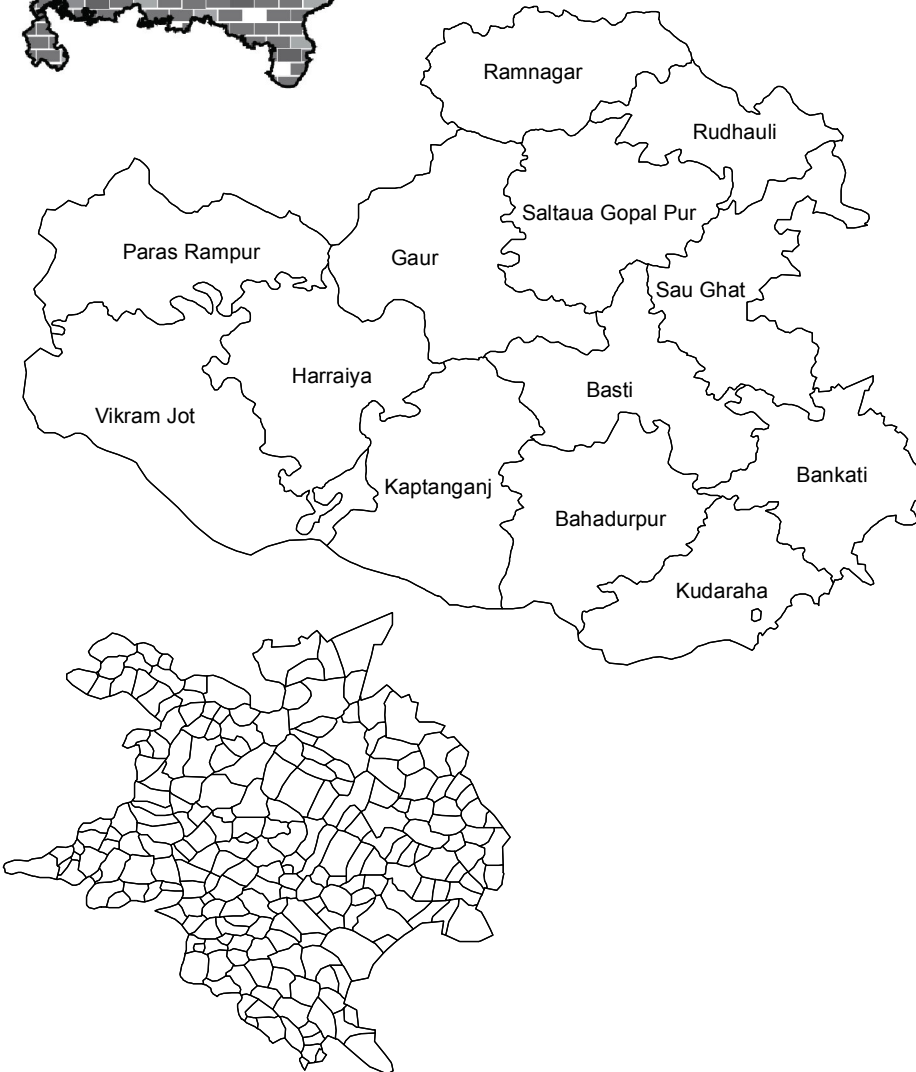 Ramnagar
Rudhauli
Saltaua Gopal Pur
Paras Rampur
Gaur
Sau Ghat
Harraiya
Basti
Vikram Jot
Bankati
Kaptanganj
Bahadurpur
Kudaraha